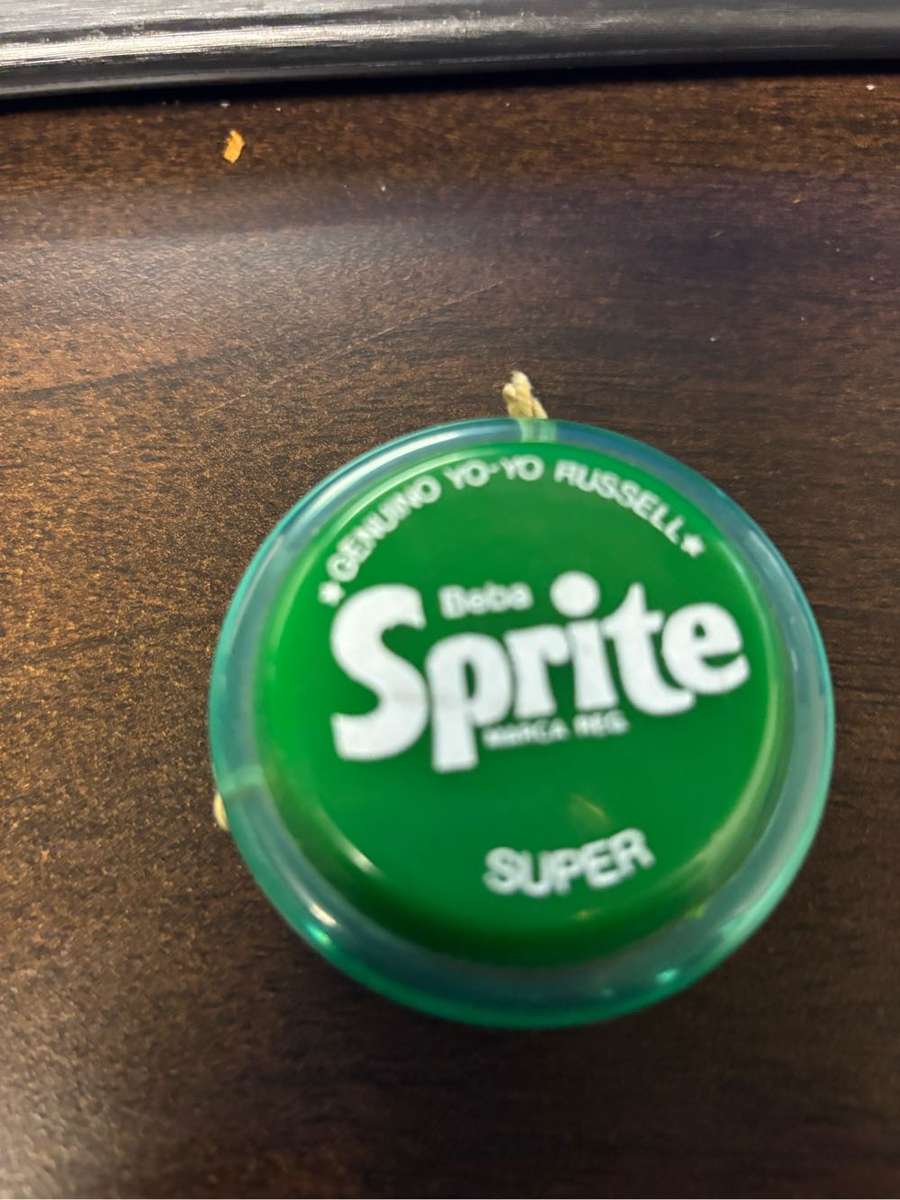 ★GENUINO YO-YO RUSSELL★
Beba
Sprite
MARCA REG.
SUPER